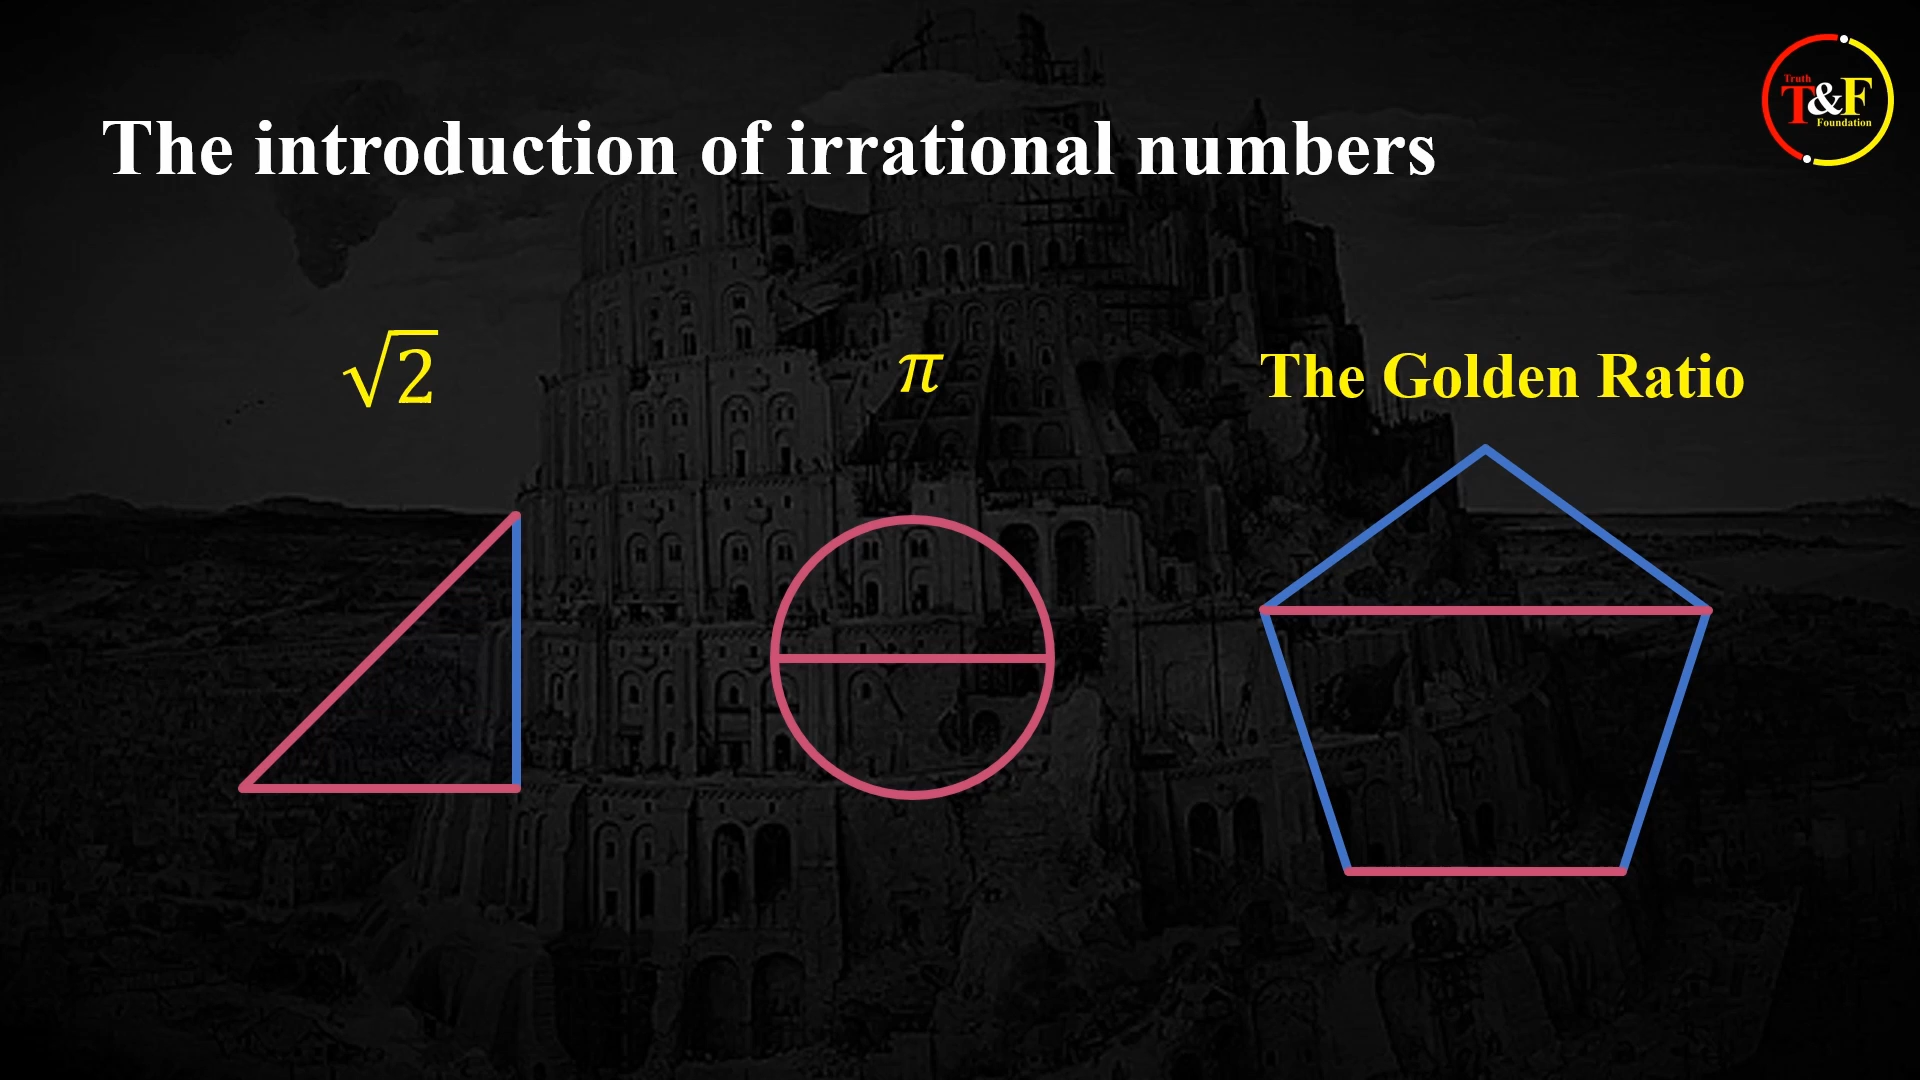 The introduction of irrational numbers
Truth
T&F
Foundation
√2
π
The Golden Ratio